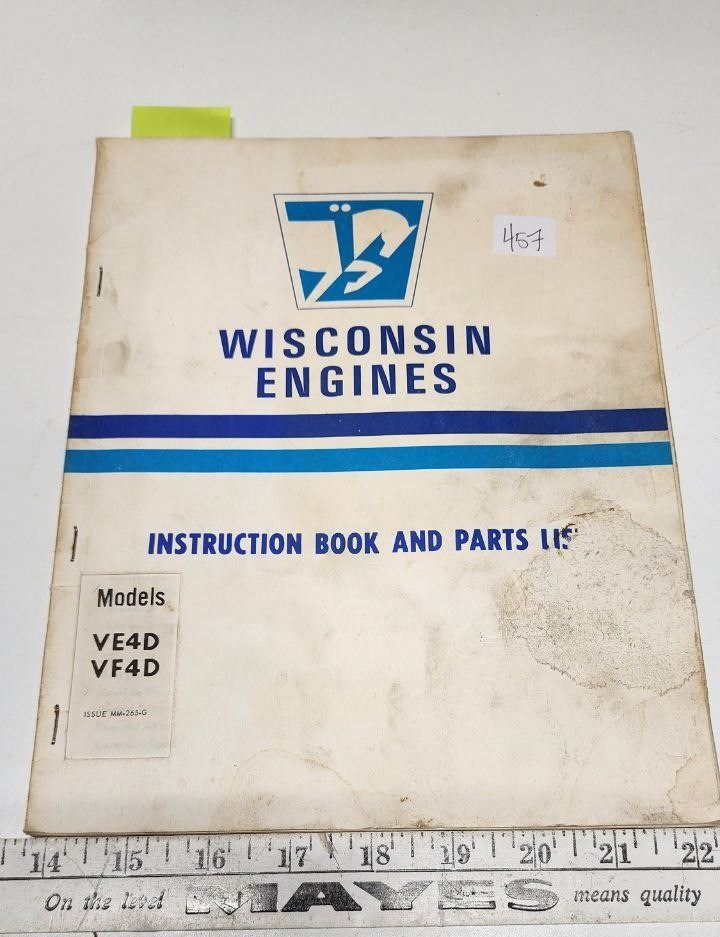 457
WISCONSIN
ENGINES
INSTRUCTION BOOK AND PARTS LIS
Models
VE4D
VF4D
ISSUE MM-265-G
14 15 16 17 18 19 20 21 22
On the level MAYES means quality